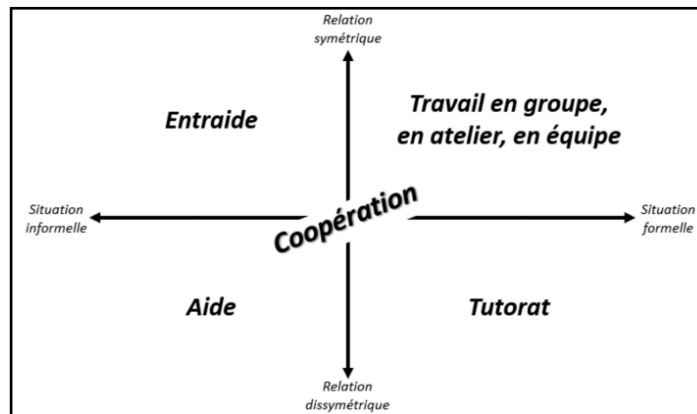 Relation
symétrique
Entraide
Travail en groupe,
en atelier, en équipe
Situation
informelle
Coopération
Situation
formelle
Aide
Tutorat
Relation
dissymétrique